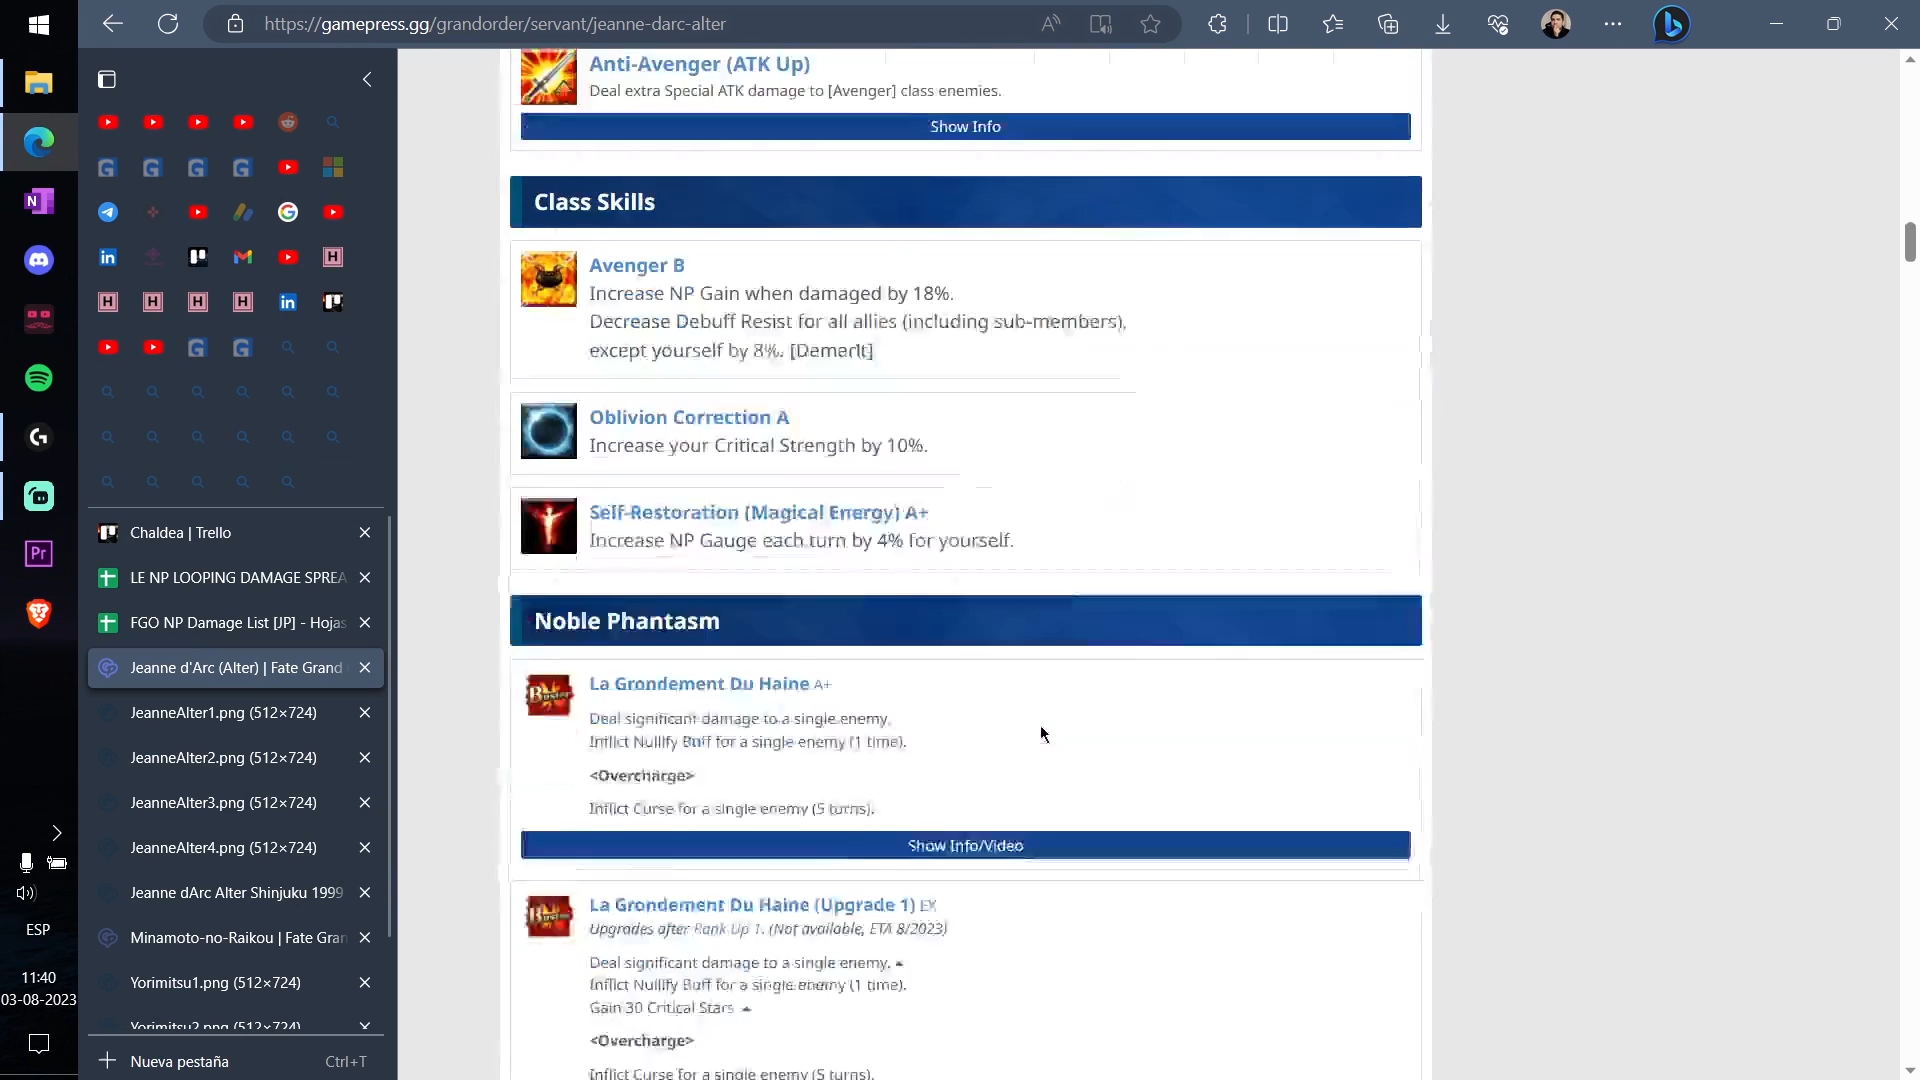 https://gamepress.gg/grandorder/servant/jeanne-darc-alter
Chaldea | Trello
LE NP LOOPING DAMAGE SPREA
FGO NP Damage List [JP] - Hojas
Jeanne d'Arc (Alter) | Fate Grand
JeanneAlter1.png (512×724)
JeanneAlter2.png (512×724)
JeanneAlter3.png (512×724)
JeanneAlter4.png (512×724)
Jeanne dArc Alter Shinjuku 1999
Minamoto-no-Raikou | Fate Gran
Yorimitsu1.png (512×724)
Yorimitsu2.png (512×724)
Nueva pestaña Ctrl+T
ESP
11:40
03-08-2023
Anti-Avenger (ATK Up)
Deal extra Special ATK damage to [Avenger] class enemies.
Show Info
Class Skills
Avenger B
Increase NP Gain when damaged by 18%.
Decrease Debuff Resist for all allies (including sub-members),
except yourself by 8%. [Demerit]
Oblivion Correction A
Increase your Critical Strength by 10%.
Self-Restoration (Magical Energy) A+
Increase NP Gauge each turn by 4% for yourself.
Noble Phantasm
Buster
La Grondement Du Haine A+
Deal significant damage to a single enemy.
Inflict Nullify Buff for a single enemy (1 time).
<Overcharge>
Inflict Curse for a single enemy (5 turns).
Show Info/Video
Buster
La Grondement Du Haine (Upgrade 1) EX
Upgrades after Rank Up 1. (Not available, ETA 8/2023)
Deal significant damage to a single enemy.
Inflict Nullify Buff for a single enemy (1 time).
Gain 30 Critical Stars
<Overcharge>
Inflict Curse for a single enemy (5 turns).